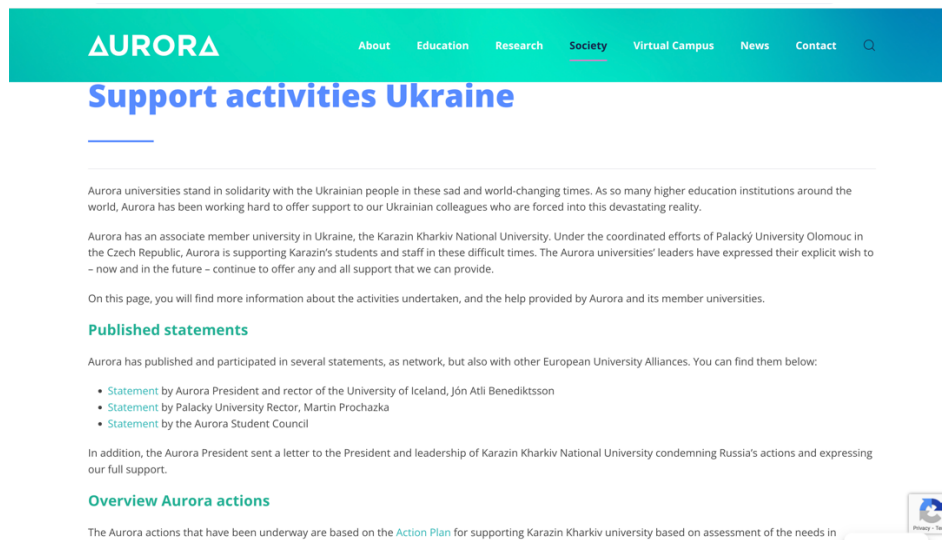 AURORA
About Education Research Society Virtual Campus News Contact
Support activities Ukraine
Aurora universities stand in solidarity with the Ukrainian people in these sad and world-changing times. As so many higher education institutions around the
world, Aurora has been working hard to offer support to our Ukrainian colleagues who are forced into this devastating reality.
Aurora has an associate member university in Ukraine, the Karazin Kharkiv National University. Under the coordinated efforts of Palacký University Olomouc in
the Czech Republic, Aurora is supporting Karazin's students and staff in these difficult times. The Aurora universities' leaders have expressed their explicit wish to
– now and in the future – continue to offer any and all support that we can provide.
On this page, you will find more information about the activities undertaken, and the help provided by Aurora and its member universities.
Published statements
Aurora has published and participated in several statements, as network, but also with other European University Alliances. You can find them below:
• Statement by Aurora President and rector of the University of Iceland, Jón Atli Benediktsson
• Statement by Palacky University Rector, Martin Prochazka
• Statement by the Aurora Student Council
In addition, the Aurora President sent a letter to the President and leadership of Karazin Kharkiv National University condemning Russia's actions and expressing
our full support.
Overview Aurora actions
The Aurora actions that have been underway are based on the Action Plan for supporting Karazin Kharkiv university based on assessment of the needs in
Privacy - Te